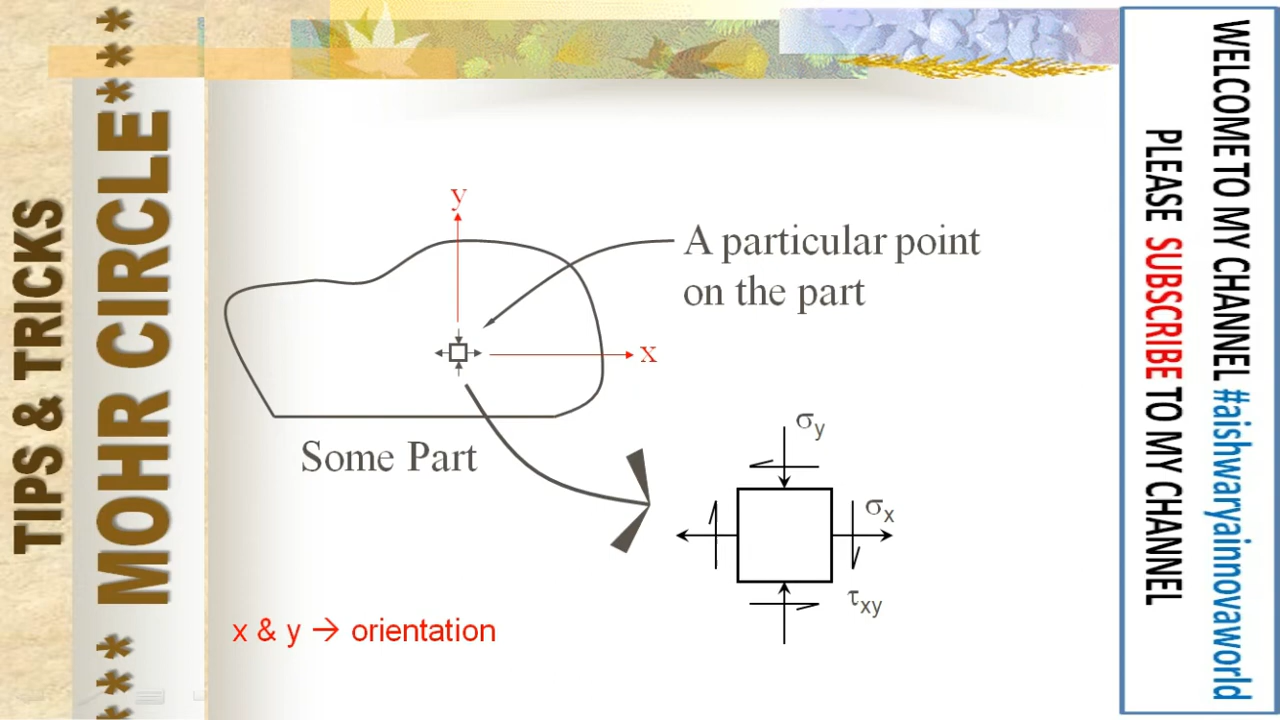 TIPS & TRICKS
*** MOHR CIRCLE***
y
A particular point
on the part
x
Some Part
σy
σx
τxy
x & y → orientation
WELCOME TO MY CHANNEL #aishwaryainnovaworld
PLEASE SUBSCRIBE TO MY CHANNEL